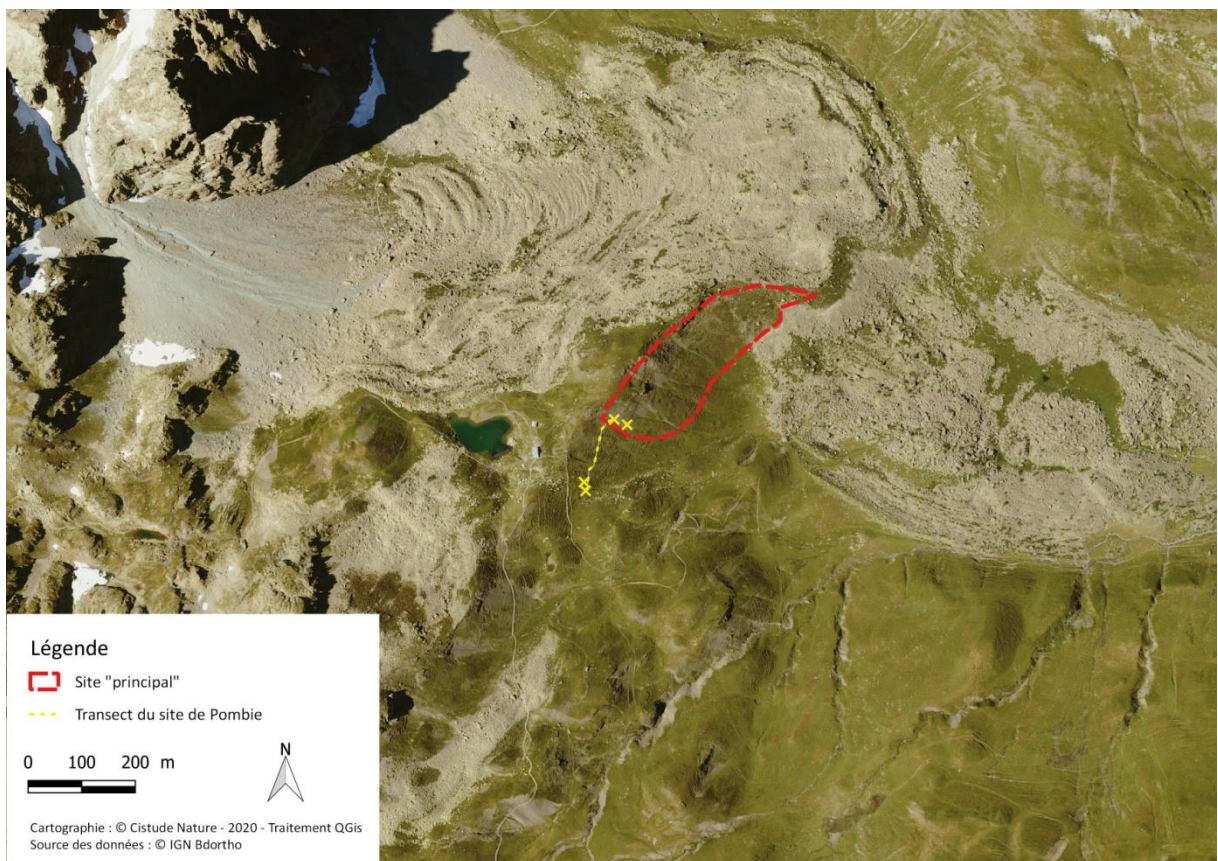 Légende
Site "principal"
Transect du site de Pombie
0 100 200 m
N
Cartographie : © Cistude Nature - 2020 - Traitement QGis
Source des données : © IGN Bdortho